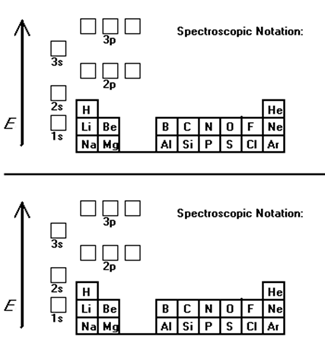 3p
Spectroscopic Notation:
3s
2p
2s
H
He
E
1s
Li Be B C N O F Ne
Na Mg Al Si P S Cl Ar
3p
Spectroscopic Notation:
3s
2p
2s
H
He
E
1s
Li Be B C N O F Ne
Na Mg Al Si P S Cl Ar